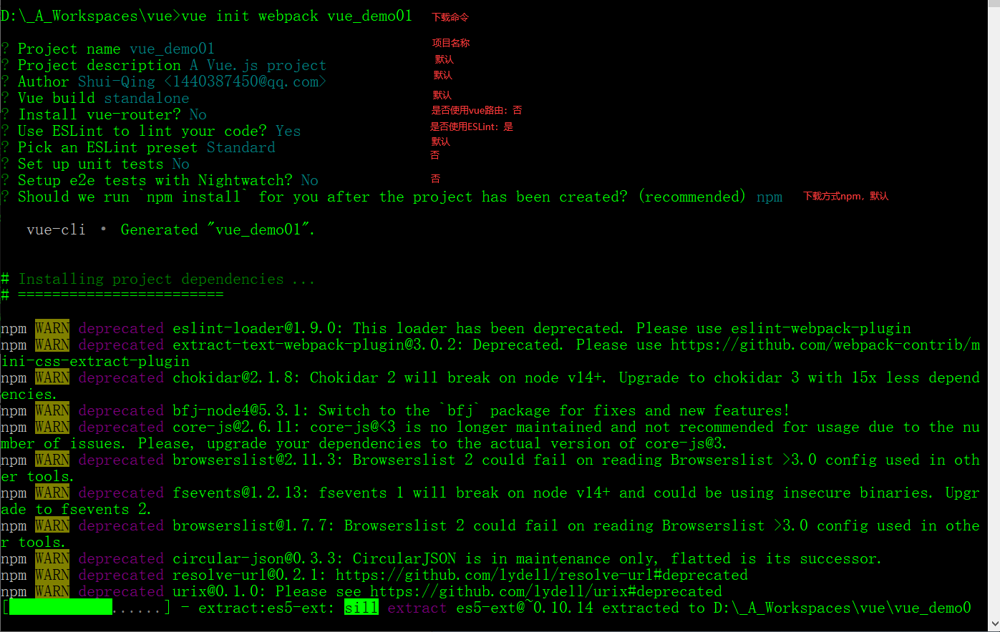 D:\_A_Workspaces\vue>vue init webpack vue_demo01 下载命令
? Project name vue_demo01 项目名称
? Project description A Vue.js project 默认
? Author Shui-Qing <1440387450@qq.com> 默认
? Vue build standalone 默认
? Install vue-router? No 是否使用vue路由：否
? Use ESLint to lint your code? Yes 是否使用ESLint：是
? Pick an ESLint preset Standard 默认
? Set up unit tests No 否
? Setup e2e tests with Nightwatch? No 否
? Should we run `npm install` for you after the project has been created? (recommended) npm 下载方式npm，默认
vue-cli · Generated "vue_demo01".
# Installing project dependencies ...
# ========================
npm WARN deprecated eslint-loader@1.9.0: This loader has been deprecated. Please use eslint-webpack-plugin
npm WARN deprecated extract-text-webpack-plugin@3.0.2: Deprecated. Please use https://github.com/webpack-contrib/m
ini-css-extract-plugin
npm WARN deprecated chokidar@2.1.8: Chokidar 2 will break on node v14+. Upgrade to chokidar 3 with 15x less depend
encies.
npm WARN deprecated bfj-node4@5.3.1: Switch to the `bfj` package for fixes and new features!
npm WARN deprecated core-js@2.6.11: core-js@<3 is no longer maintained and not recommended for usage due to the nu
mber of issues. Please, upgrade your dependencies to the actual version of core-js@3.
npm WARN deprecated browserslist@2.11.3: Browserslist 2 could fail on reading Browserslist >3.0 config used in oth
er tools.
npm WARN deprecated fsevents@1.2.13: fsevents 1 will break on node v14+ and could be using insecure binaries. Upgr
ade to fsevents 2.
npm WARN deprecated browserslist@1.7.7: Browserslist 2 could fail on reading Browserslist >3.0 config used in othe
r tools.
npm WARN deprecated circular-json@0.3.3: CircularJSON is in maintenance only, flatted is its successor.
npm WARN deprecated resolve-url@0.2.1: https://github.com/lydell/resolve-url#deprecated
npm WARN deprecated urix@0.1.0: Please see https://github.com/lydell/urix#deprecated
[ ......] - extract:es5-ext: sill extract es5-ext@~0.10.14 extracted to D:\_A_Workspaces\vue\vue_demo0